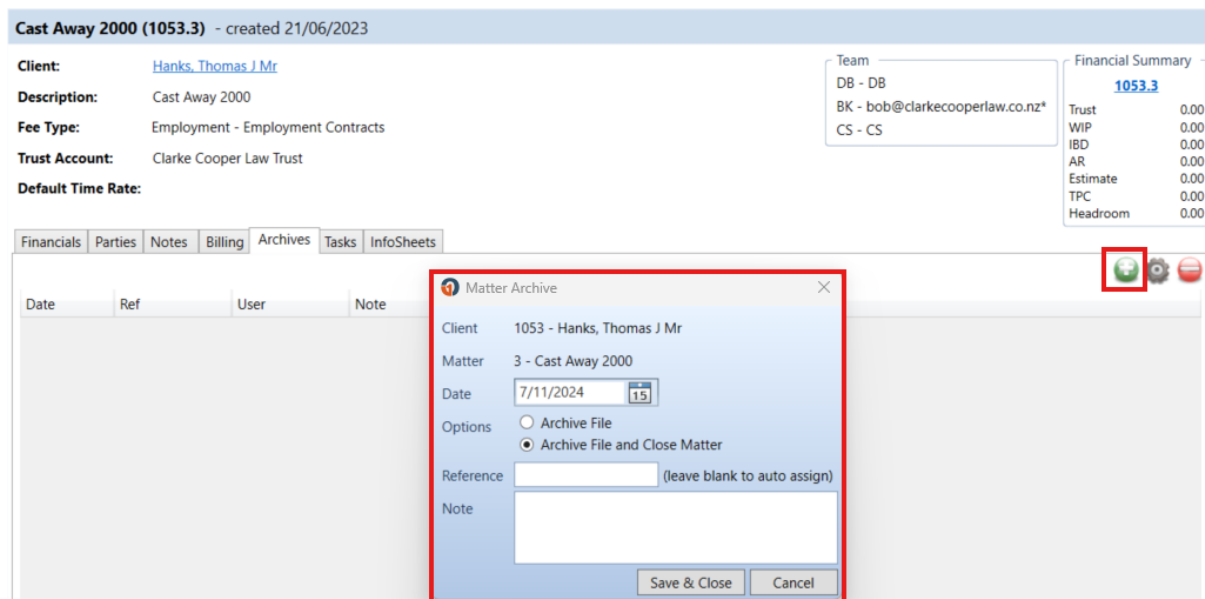 Cast Away 2000 (1053.3) - created 21/06/2023
Client: Hanks, Thomas J Mr
Description: Cast Away 2000
Fee Type: Employment - Employment Contracts
Trust Account: Clarke Cooper Law Trust
Default Time Rate:
Team
DB - DB
BK - bob@clarkecooperlaw.co.nz*
CS - CS
Financial Summary
1053.3
Trust 0.00
WIP 0.00
IBD 0.00
AR 0.00
Estimate 0.00
TPC 0.00
Headroom 0.00
Financials Parties Notes Billing Archives Tasks InfoSheets
Date Ref User Note
Matter Archive
Client 1053 - Hanks, Thomas J Mr
Matter 3 - Cast Away 2000
Date 7/11/2024 15
Options Archive File
Archive File and Close Matter
Reference (leave blank to auto assign)
Note
Save & Close Cancel